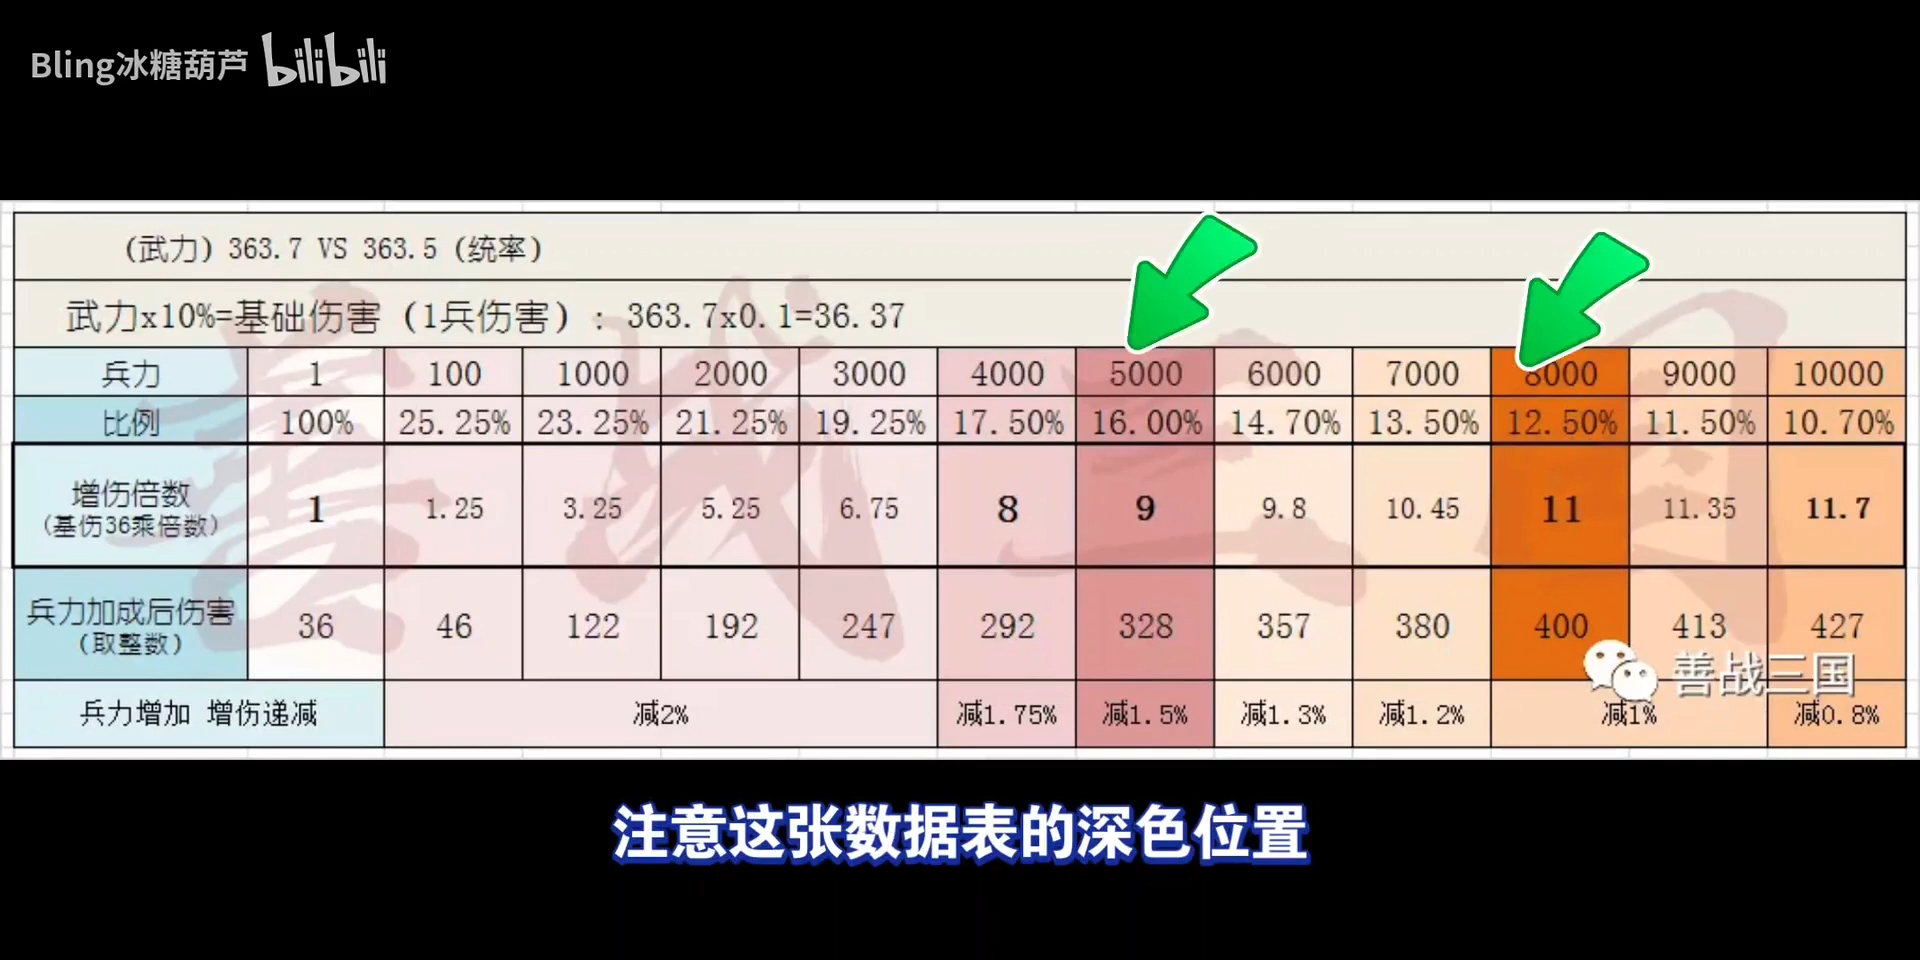 Bling冰糖葫芦 bilibili
(武力) 363.7 VS 363.5 (统率)
武力x10%=基础伤害 (1兵伤害) : 363.7x0.1=36.37
兵力 1 100 1000 2000 3000 4000 5000 6000 7000 8000 9000 10000
比例 100% 25.25% 23.25% 21.25% 19.25% 17.50% 16.00% 14.70% 13.50% 12.50% 11.50% 10.70%
增伤倍数
(基伤36乘倍数)
1 1.25 3.25 5.25 6.75 8 9 9.8 10.45 11 11.35 11.7
兵力加成后伤害
(取整数)
36 46 122 192 247 292 328 357 380 400 413 427
兵力增加 增伤递减 减2% 减1.75% 减1.5% 减1.3% 减1.2% 减1% 减0.8%
善战三国
善战三国
注意这张数据表的深色位置